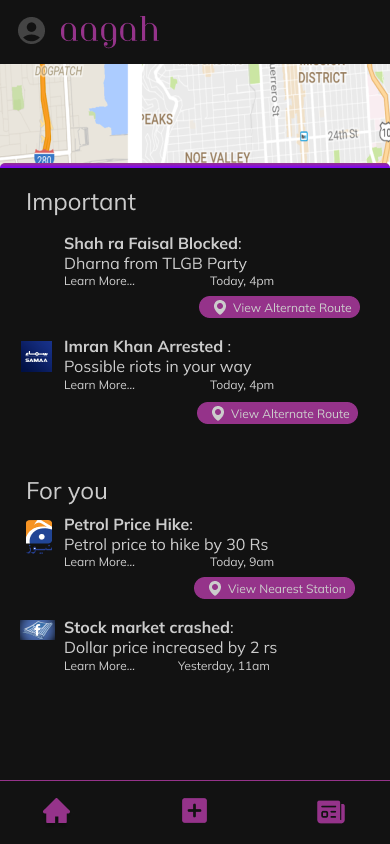 aagah
DOGPATCH
280
PEAKS
Guerrero St
MISSION
DISTRICT
24th St
10
NOE VALLEY
Important
Shah ra Faisal Blocked:
Dharna from TLGB Party
Learn More... Today, 4pm
View Alternate Route
SAMAA
Imran Khan Arrested :
Possible riots in your way
Learn More... Today, 4pm
View Alternate Route
For you
Petrol Price Hike:
Petrol price to hike by 30 Rs
Learn More... Today, 9am
View Nearest Station
Stock market crashed:
Dollar price increased by 2 rs
Learn More... Yesterday, 11am